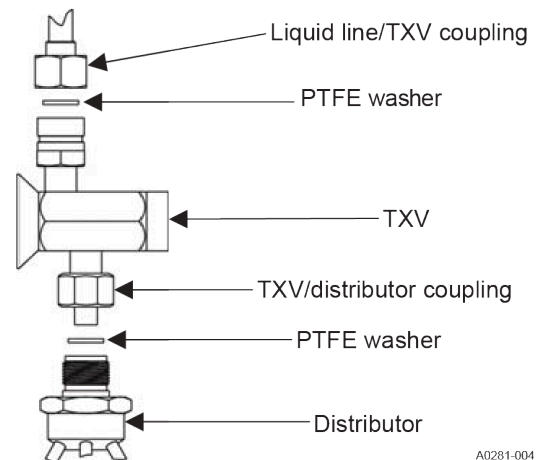 Liquid line/TXV coupling
PTFE washer
TXV
TXV/distributor coupling
PTFE washer
Distributor
A0281-004